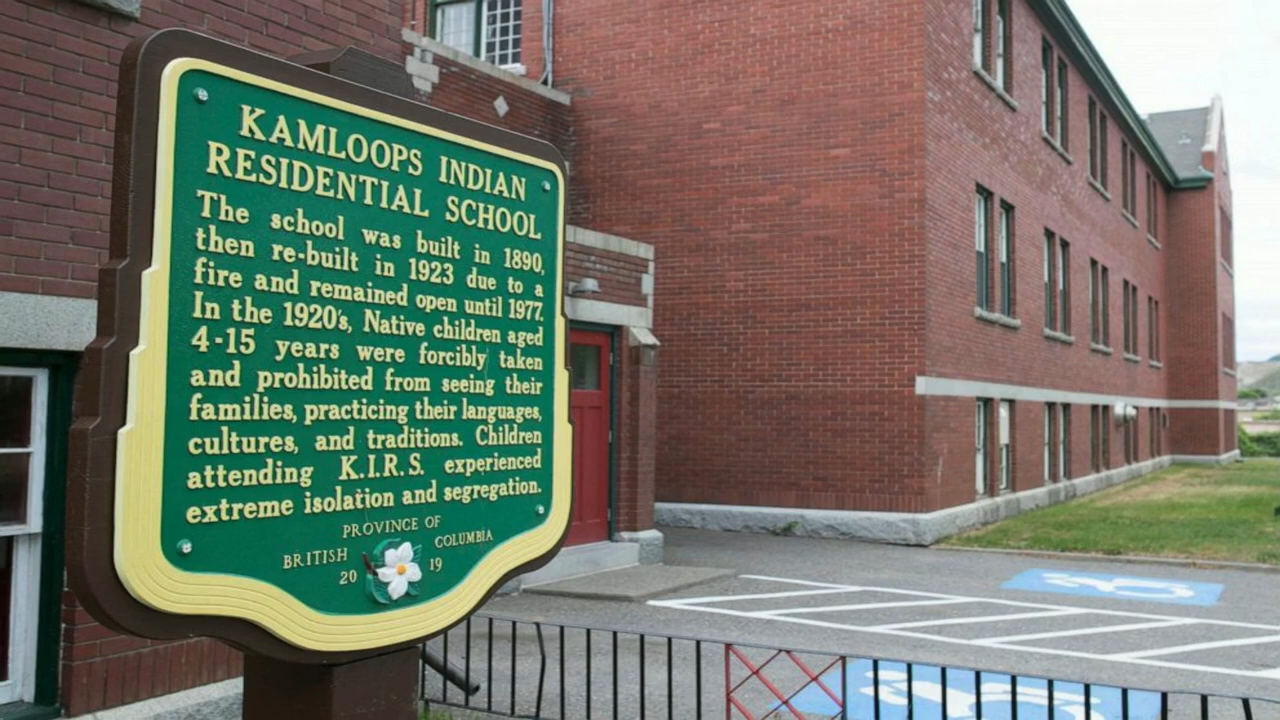 KAMLOOPS INDIAN
RESIDENTIAL SCHOOL
The school was built in 1890,
then re-built in 1923 due to a
fire and remained open until 1977.
In the 1920's, Native children aged
4-15 years were forcibly taken
and prohibited from seeing their
families, practicing their languages,
cultures, and traditions. Children
attending K.I.R.S. experienced
extreme isolation and segregation.
PROVINCE OF
BRITISH COLUMBIA
20 19